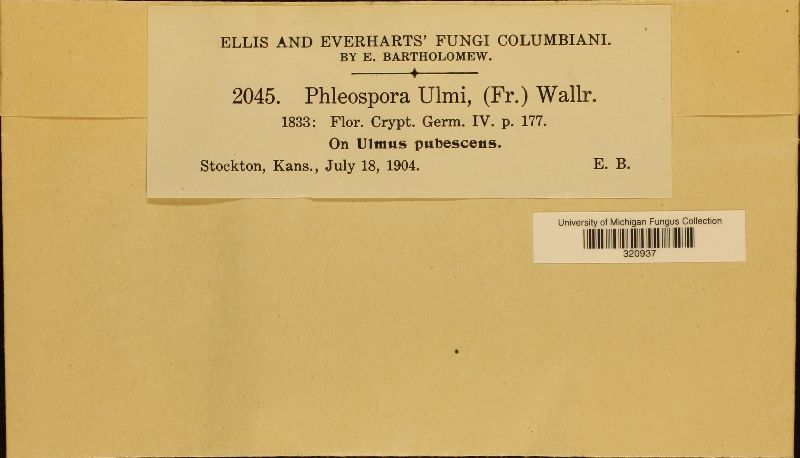 ELLIS AND EVERHARTS' FUNGI COLUMBIANI.
BY E. BARTHOLOMEW.
2045. Phleospora Ulmi, (Fr.) Wallr.
1833: Flor. Crypt. Germ. IV. p. 177.
On Ulmus pubescens.
Stockton, Kans., July 18, 1904. E. B.
University of Michigan Fungus Collection
320937